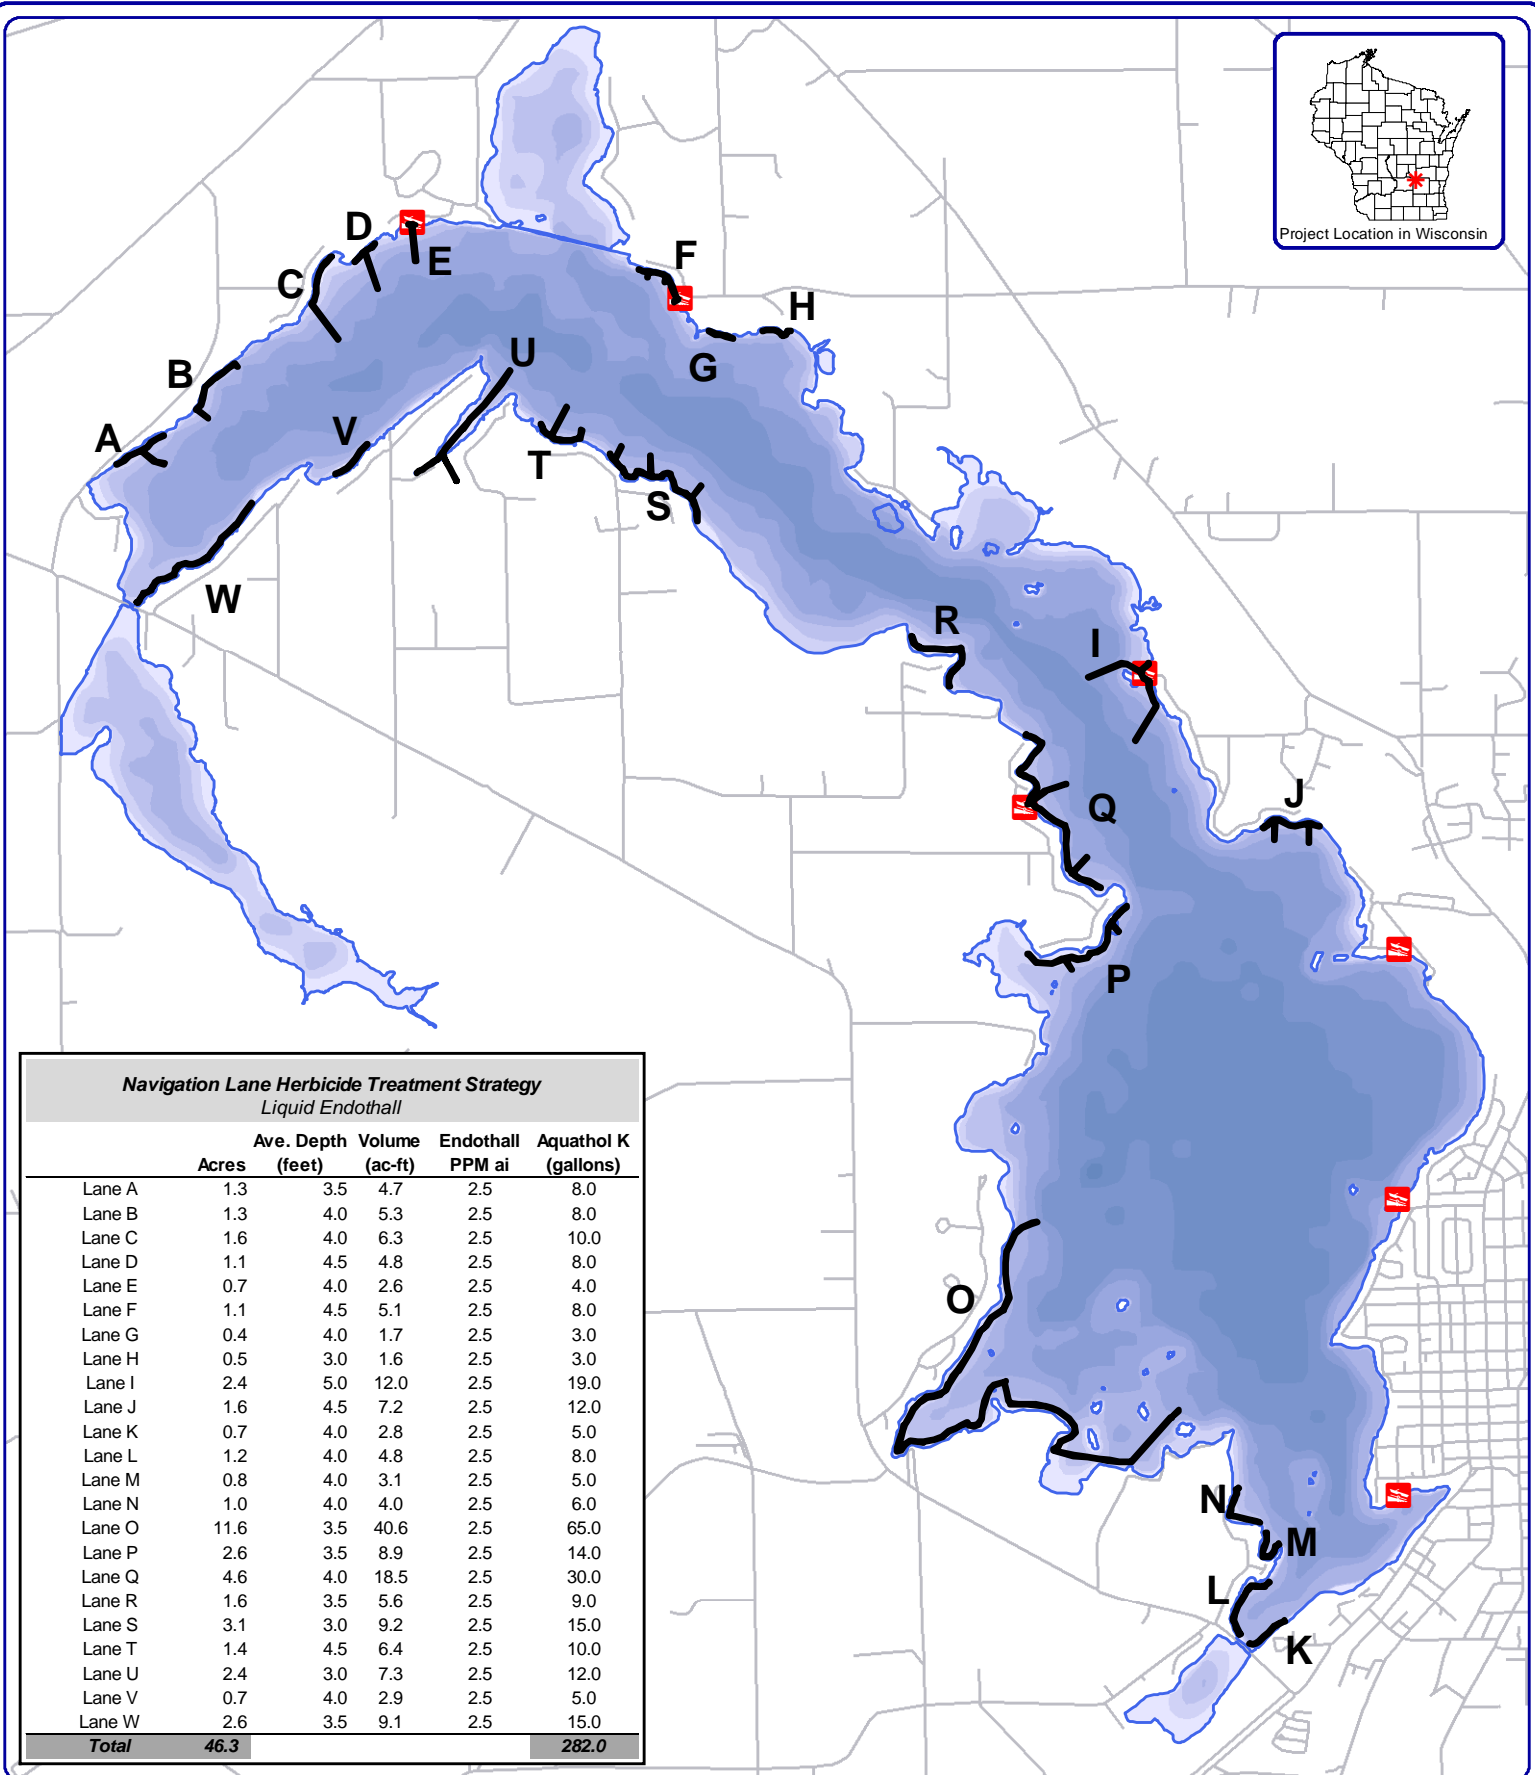 Project Location in Wisconsin
D
E
F
C
H
U
G
B
V
A
T
S
W
R
I
J
Q
P
O
N
M
L
K
Navigation Lane Herbicide Treatment Strategy
Liquid Endothall
Ave. Depth Volume Endothall Aquathol K
Acres (feet) (ac-ft) PPM ai (gallons)
Lane A 1.3 3.5 4.7 2.5 8.0
Lane B 1.3 4.0 5.3 2.5 8.0
Lane C 1.6 4.0 6.3 2.5 10.0
Lane D 1.1 4.5 4.8 2.5 8.0
Lane E 0.7 4.0 2.6 2.5 4.0
Lane F 1.1 4.5 5.1 2.5 8.0
Lane G 0.4 4.0 1.7 2.5 3.0
Lane H 0.5 3.0 1.6 2.5 3.0
Lane I 2.4 5.0 12.0 2.5 19.0
Lane J 1.6 4.5 7.2 2.5 12.0
Lane K 0.7 4.0 2.8 2.5 5.0
Lane L 1.2 4.0 4.8 2.5 8.0
Lane M 0.8 4.0 3.1 2.5 5.0
Lane N 1.0 4.0 4.0 2.5 6.0
Lane O 11.6 3.5 40.6 2.5 65.0
Lane P 2.6 3.5 8.9 2.5 14.0
Lane Q 4.6 4.0 18.5 2.5 30.0
Lane R 1.6 3.5 5.6 2.5 9.0
Lane S 3.1 3.0 9.2 2.5 15.0
Lane T 1.4 4.5 6.4 2.5 10.0
Lane U 2.4 3.0 7.3 2.5 12.0
Lane V 0.7 4.0 2.9 2.5 5.0
Lane W 2.6 3.5 9.1 2.5 15.0
Total 46.3 282.0